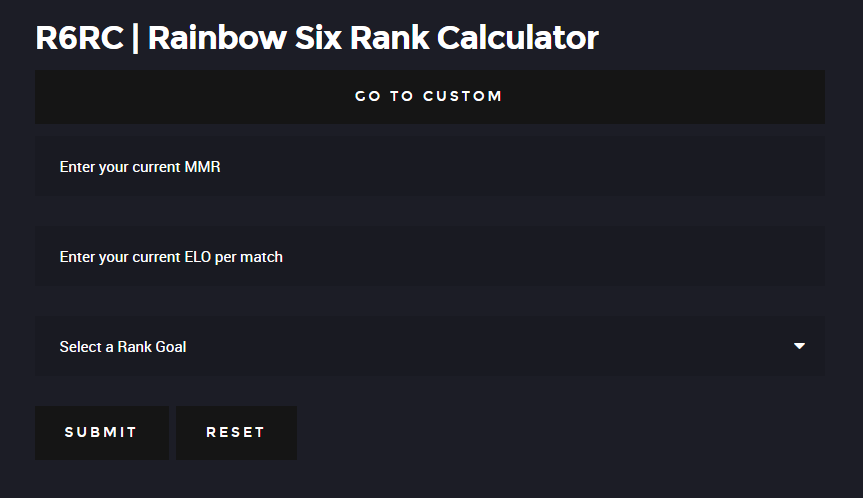 R6RC | Rainbow Six Rank Calculator
GO TO CUSTOM
Enter your current MMR
Enter your current ELO per match
Select a Rank Goal
SUBMIT RESET